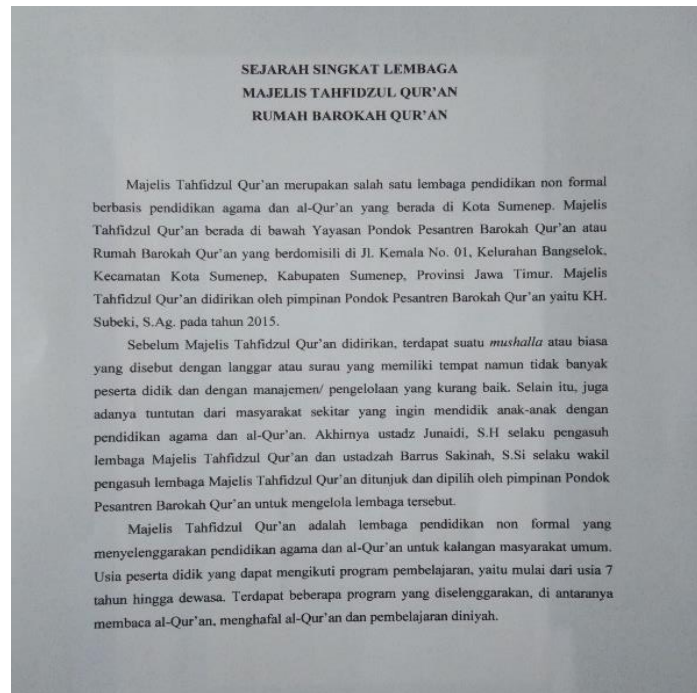 SEJARAH SINGKAT LEMBAGA
MAJELIS TAHFIDZUL QUR'AN
RUMAH BAROKAH QUR'AN
Majelis Tahfidzul Qur'an merupakan salah satu lembaga pendidikan non formal
berbasis pendidikan agama dan al-Qur'an yang berada di Kota Sumenep. Majelis
Tahfidzul Qur'an berada di bawah Yayasan Pondok Pesantren Barokah Qur'an atau
Rumah Barokah Qur'an yang berdomisili di Jl. Kemala No. 01, Kelurahan Bangselok,
Kecamatan Kota Sumenep, Kabupaten Sumenep, Provinsi Jawa Timur. Majelis
Tahfidzul Qur'an didirikan oleh pimpinan Pondok Pesantren Barokah Qur'an yaitu KH.
Subeki, S.Ag. pada tahun 2015.
Sebelum Majelis Tahfidzul Qur'an didirikan, terdapat suatu mushalla atau biasa
yang disebut dengan langgar atau surau yang memiliki tempat namun tidak banyak
peserta didik dan dengan manajemen/ pengelolaan yang kurang baik. Selain itu, juga
adanya tuntutan dari masyarakat sekitar yang ingin mendidik anak-anak dengan
pendidikan agama dan al-Qur'an. Akhirnya ustadz Junaidi, S.H selaku pengasuh
lembaga Majelis Tahfidzul Qur'an dan ustadzah Barrus Sakinah, S.Si selaku wakil
pengasuh lembaga Majelis Tahfidzul Qur'an ditunjuk dan dipilih oleh pimpinan Pondok
Pesantren Barokah Qur'an untuk mengelola lembaga tersebut.
Majelis Tahfidzul Qur'an adalah lembaga pendidikan non formal yang
menyelenggarakan pendidikan agama dan al-Qur'an untuk kalangan masyarakat umum.
Usia peserta didik yang dapat mengikuti program pembelajaran, yaitu mulai dari usia 7
tahun hingga dewasa. Terdapat beberapa program yang diselenggarakan, di antaranya
membaca al-Qur'an, menghafal al-Qur'an dan pembelajaran diniyah.